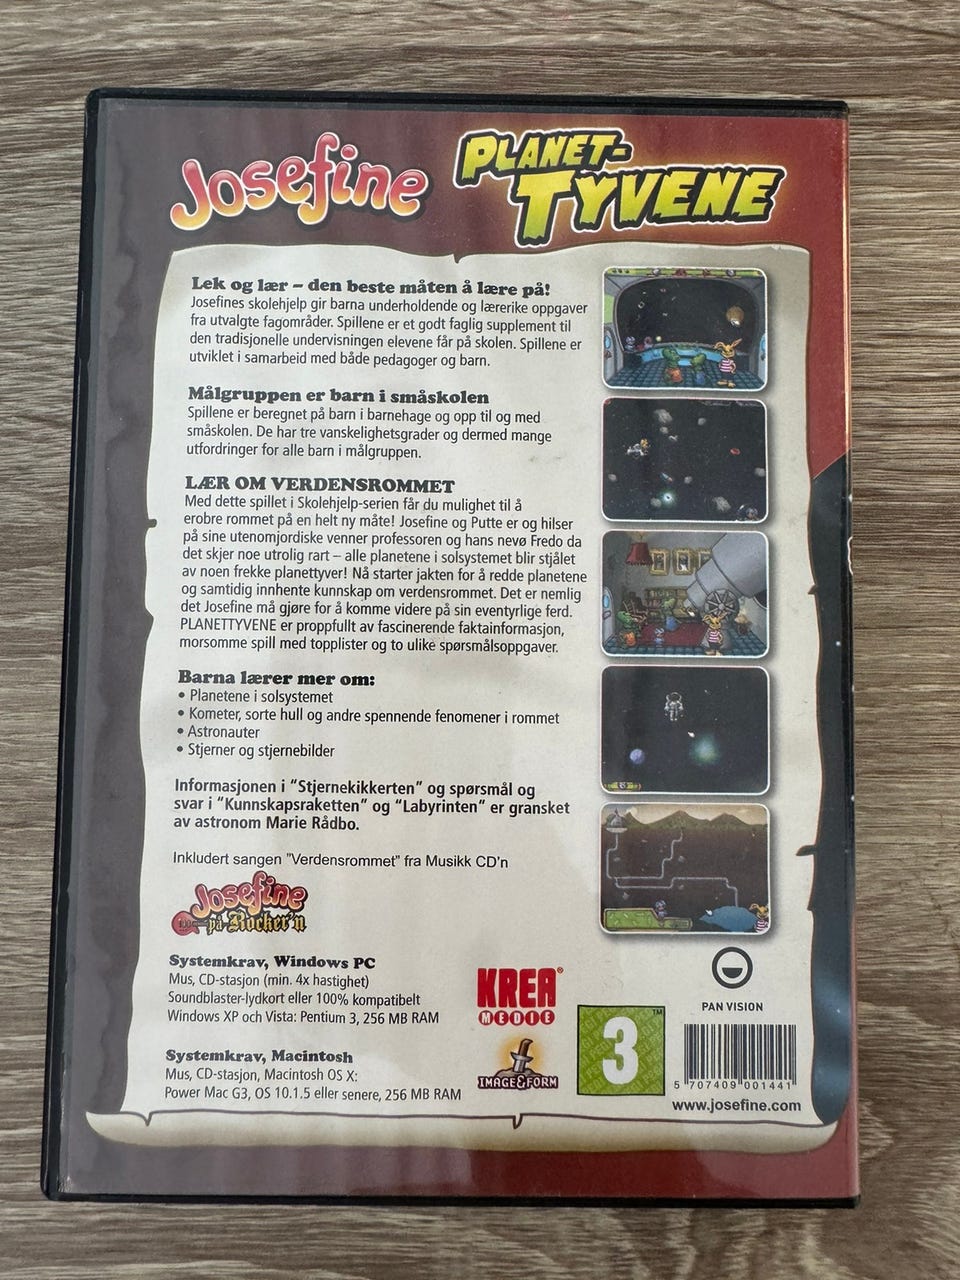 Josefine
PLANET-
TYVENE
Lek og lær – den beste måten å lære på!
Josefines skolehjelp gir barna underholdende og lærerike oppgaver
fra utvalgte fagområder. Spillene er et godt faglig supplement til
den tradisjonelle undervisningen elevene får på skolen. Spillene er
utviklet i samarbeid med både pedagoger og barn.
Målgruppen er barn i småskolen
Spillene er beregnet på barn i barnehage og opp til og med
småskolen. De har tre vanskelighetsgrader og dermed mange
utfordringer for alle barn i målgruppen.
LÆR OM VERDENSROMMET
Med dette spillet i Skolehjelp-serien får du mulighet til å
erobre rommet på en helt ny måte! Josefine og Putte er og hilser
på sine utenomjordiske venner professoren og hans nevø Fredo da
det skjer noe utrolig rart – alle planetene i solsystemet blir stjålet
av noen frekke planettyver! Nå starter jakten for å redde planetene
og samtidig innhente kunnskap om verdensrommet. Det er nemlig
det Josefine må gjøre for å komme videre på sin eventyrlige ferd.
PLANETTYVENE er proppfullt av fascinerende faktainformasjon,
morsomme spill med topplister og to ulike spørsmålsoppgaver.
Barna lærer mer om:
• Planetene i solsystemet
• Kometer, sorte hull og andre spennende fenomener i rommet
• Astronauter
• Stjerner og stjernebilder
Informasjonen i "Stjernekikkerten" og spørsmål og
svar i "Kunnskapsraketten" og "Labyrinten" er gransket
av astronom Marie Rådbo.
Inkludert sangen "Verdensrommet" fra Musikk CD'n
Josefine
på Rocker'n
Systemkrav, Windows PC
Mus, CD-stasjon (min. 4x hastighet)
Soundblaster-lydkort eller 100% kompatibelt
Windows XP och Vista: Pentium 3, 256 MB RAM
Systemkrav, Macintosh
Mus, CD-stasjon, Macintosh OS X:
Power Mac G3, OS 10.1.5 eller senere, 256 MB RAM
KREA®
MEDIE
IMAGE&FORM
3™
PAN VISION
5 707409 001441
www.josefine.com